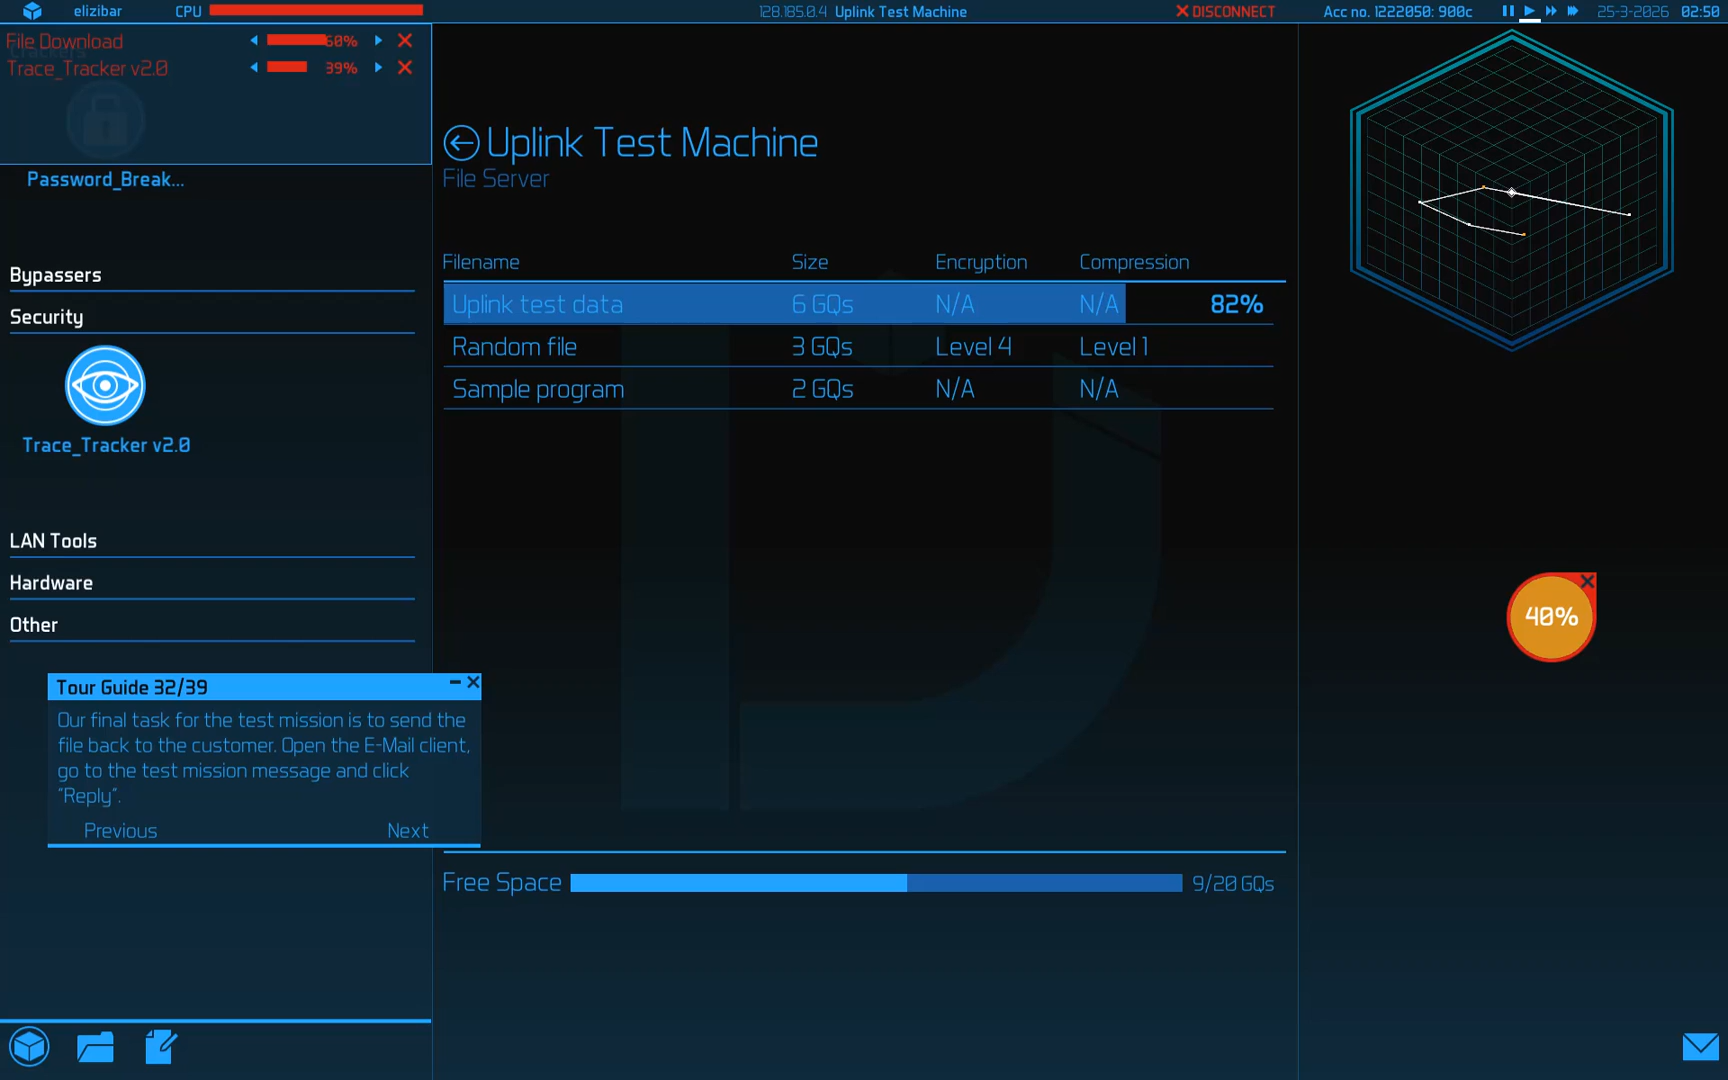 elizibar
CPU
128.185.0.4 Uplink Test Machine
DISCONNECT
Acc no. 1222050: 900c
25-3-2026 02:50
File Download 60%
Crackers
Trace_Tracker v2.0 39%
Password_Break...
Bypassers
Security
Trace_Tracker v2.0
LAN Tools
Hardware
Other
Tour Guide 32/39
Our final task for the test mission is to send the
file back to the customer. Open the E-Mail client,
go to the test mission message and click
"Reply".
Previous Next
Uplink Test Machine
File Server
Filename Size Encryption Compression
Uplink test data 6 GQs N/A N/A 82%
Random file 3 GQs Level 4 Level 1
Sample program 2 GQs N/A N/A
Free Space 9/20 GQs
40%